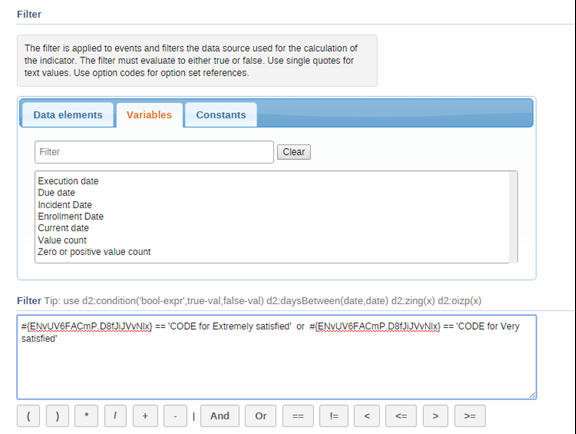 Filter
The filter is applied to events and filters the data source used for the calculation of
the indicator. The filter must evaluate to either true or false. Use single quotes for
text values. Use option codes for option set references.
Data elements Variables Constants
Filter Clear
Execution date
Due date
Incident Date
Enrollment Date
Current date
Value count
Zero or positive value count
Filter Tip: use d2:condition('bool-expr',true-val,false-val) d2:daysBetween(date,date) d2:zing(x) d2:oizp(x)
#{ENvUV6FACmP.D8fJiJVvNlx} == 'CODE for Extremely satisfied' or #{ENvUV6FACmP.D8fJiJVvNlx} == 'CODE for Very
satisfied'
( ) * / + - | And Or == != < <= > >=